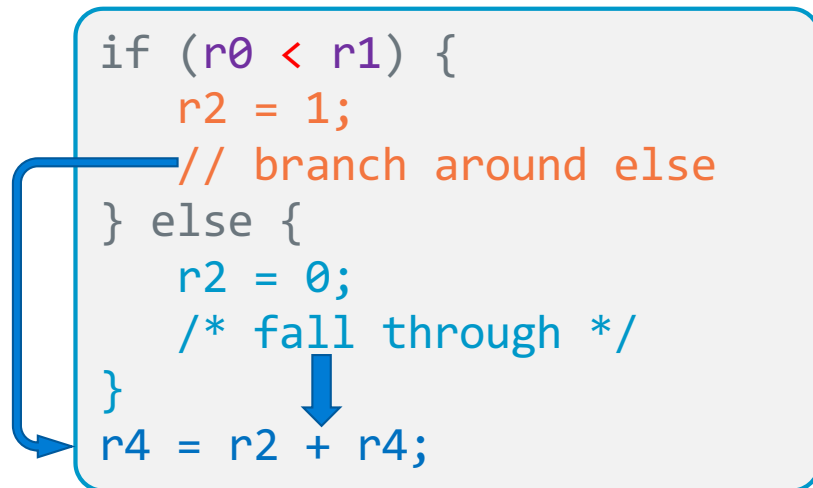 if (r0 < r1) {
r2 = 1;
// branch around else
} else {
r2 = 0;
/* fall through */
}
r4 = r2 + r4;